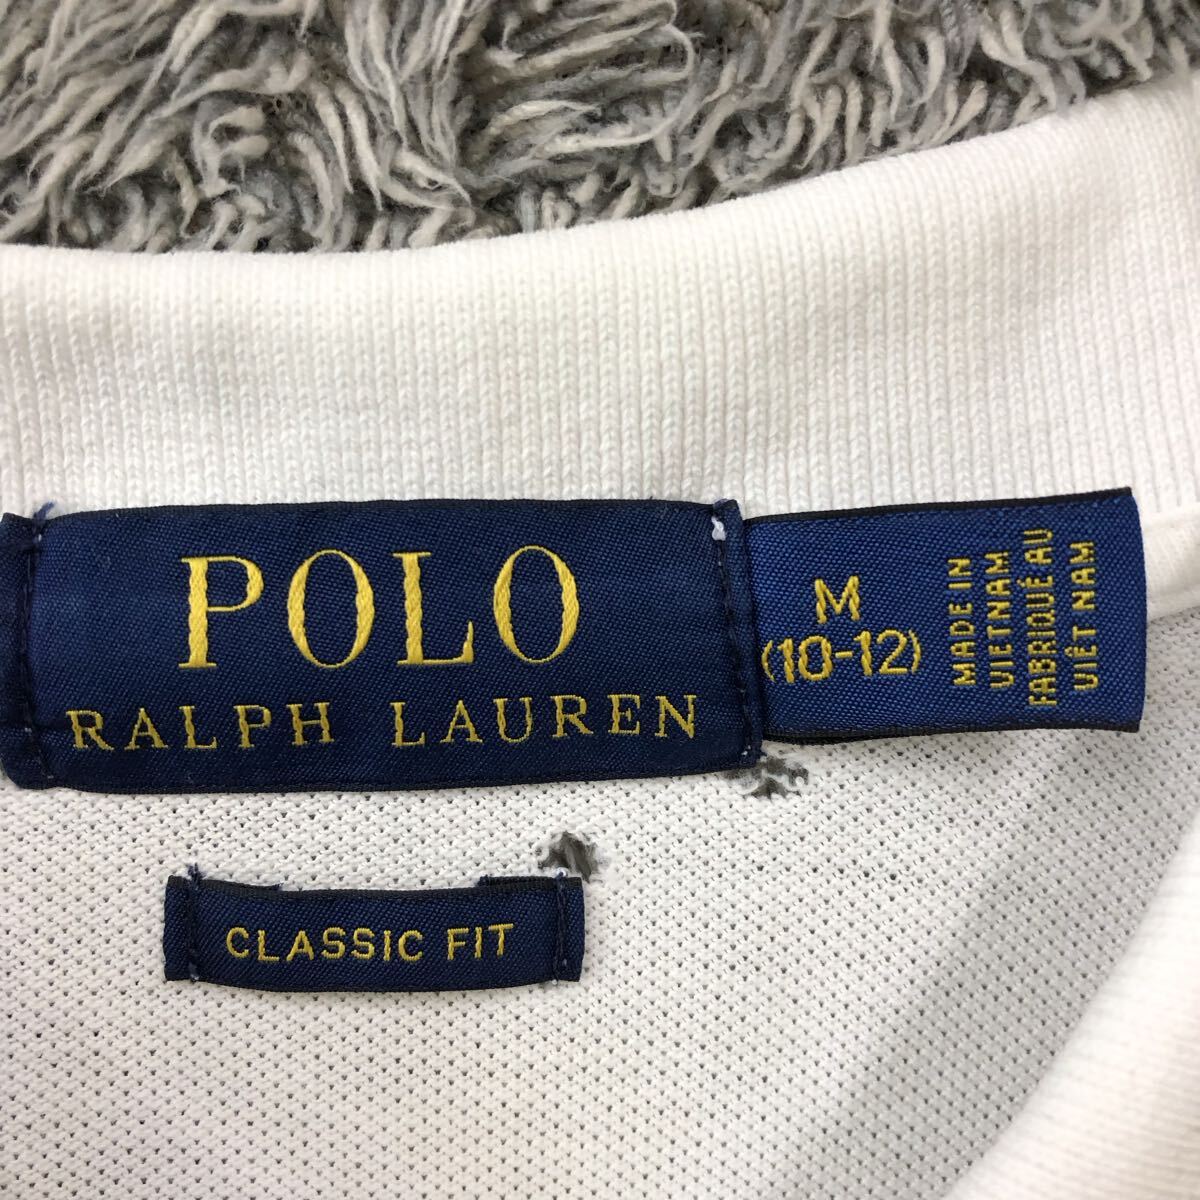 POLO
RALPH LAUREN
M
(10-12)
MADE IN
VIETNAM
FABRIQUÉ AU
VIÊT NAM
CLASSIC FIT